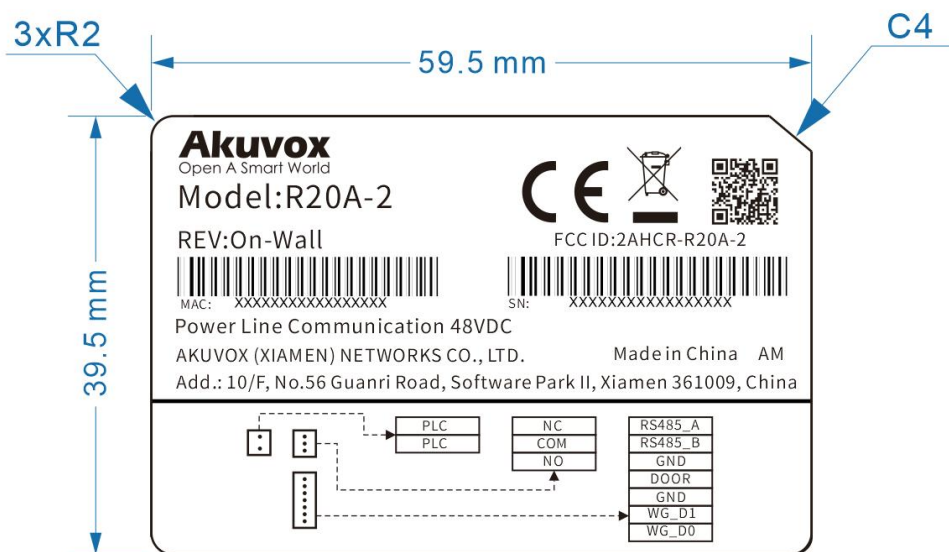 3xR2
C4
59.5 mm
39.5 mm
Akuvox
Open A Smart World
Model:R20A-2
CE
REV:On-Wall
FCC ID:2AHCR-R20A-2
MAC: XXXXXXXXXXXXXXXXX
SN: XXXXXXXXXXXXXXXXXX
Power Line Communication 48VDC
AKUVOX (XIAMEN) NETWORKS CO., LTD. Made in China AM
Add.: 10/F, No.56 Guanri Road, Software Park II, Xiamen 361009, China
PLC
PLC
NC
COM
NO
RS485_A
RS485_B
GND
DOOR
GND
WG_D1
WG_D0